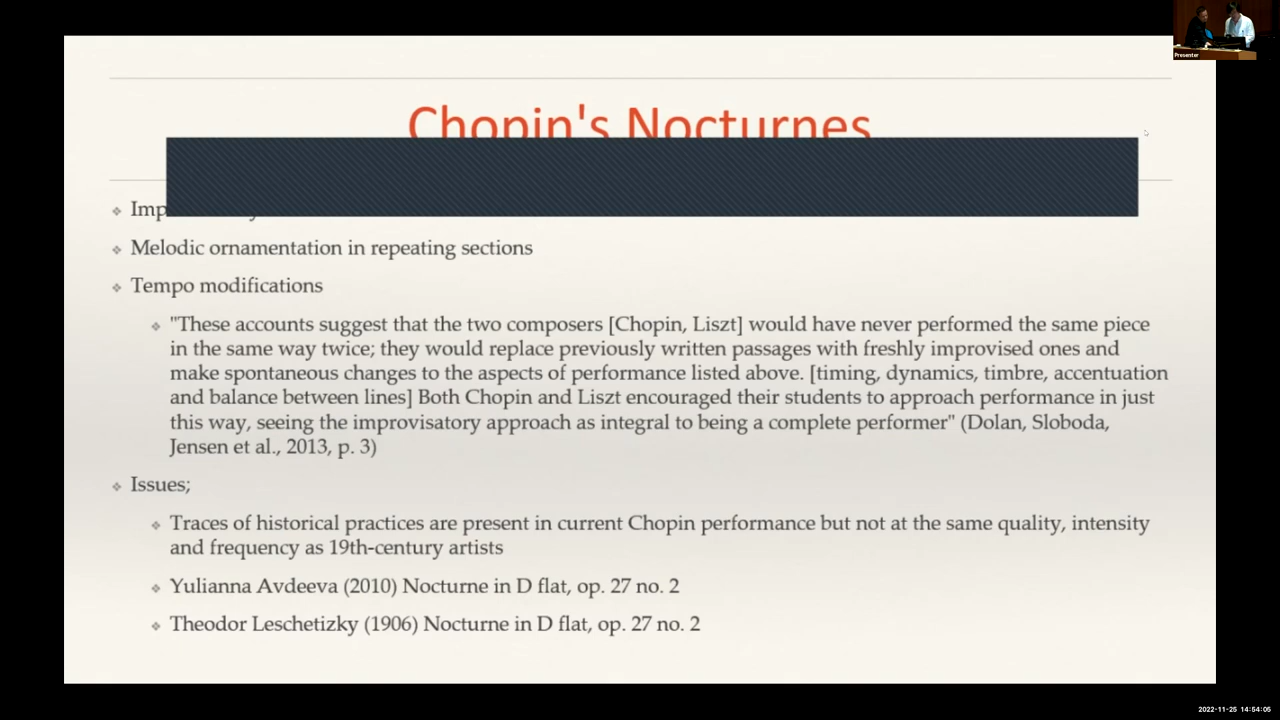 Presenter
Chopin's Nocturnes
Melodic ornamentation in repeating sections
Tempo modifications
"These accounts suggest that the two composers [Chopin, Liszt] would have never performed the same piece
in the same way twice; they would replace previously written passages with freshly improvised ones and
make spontaneous changes to the aspects of performance listed above. [timing, dynamics, timbre, accentuation
and balance between lines] Both Chopin and Liszt encouraged their students to approach performance in just
this way, seeing the improvisatory approach as integral to being a complete performer" (Dolan, Sloboda,
Jensen et al., 2013, p. 3)
Issues;
Traces of historical practices are present in current Chopin performance but not at the same quality, intensity
and frequency as 19th-century artists
Yulianna Avdeeva (2010) Nocturne in D flat, op. 27 no. 2
Theodor Leschetizky (1906) Nocturne in D flat, op. 27 no. 2
2022-11-25 14:54:05